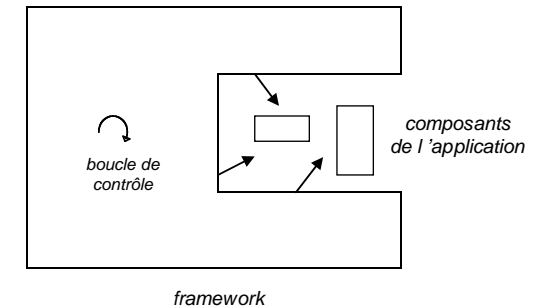 boucle de
contrôle
composants
de l ’application
framework